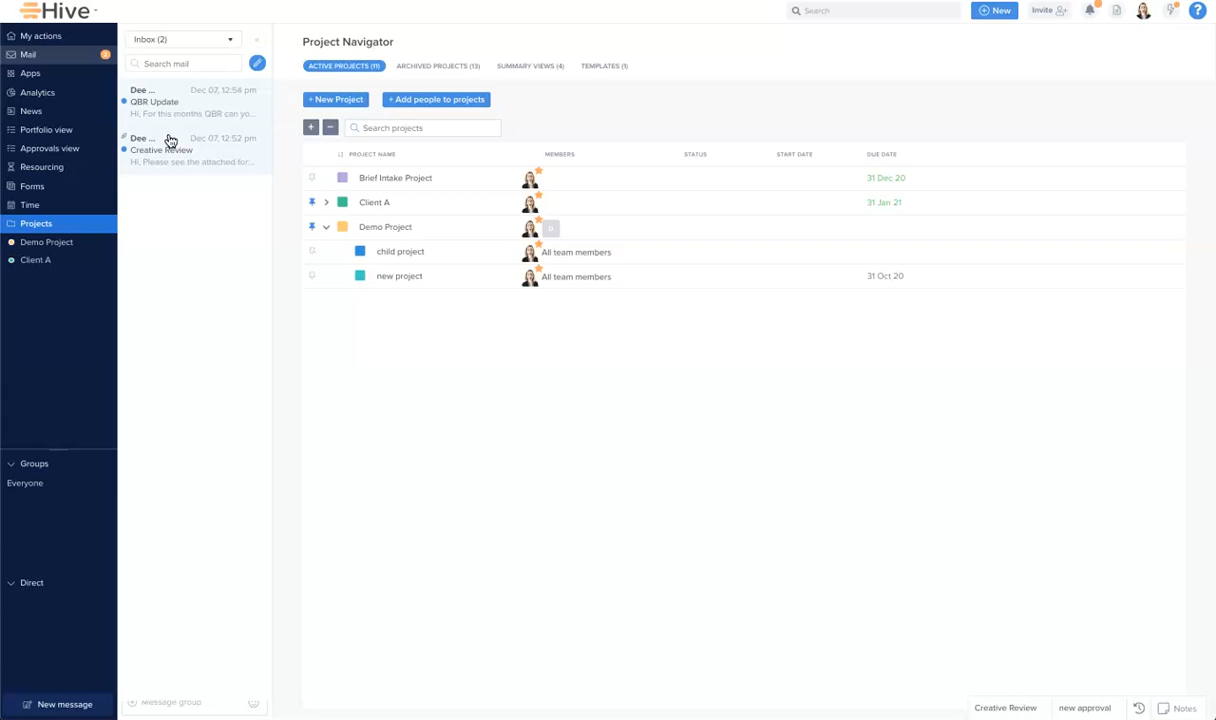 Hive
Search
New
Invite
?
My actions
Mail
Apps
Analytics
News
Portfolio view
Approvals view
Resourcing
Forms
Time
Projects
Demo Project
Client A
Groups
Everyone
Direct
New message
Inbox (2)
Search mail
Dee ... Dec 07, 12:54 pm
QBR Update
Hi, For this months QBR can yo...
Dee ... Dec 07, 12:52 pm
Creative Review
Hi, Please see the attached for...
Message group
Project Navigator
ACTIVE PROJECTS (11) ARCHIVED PROJECTS (13) SUMMARY VIEWS (4) TEMPLATES (1)
+ New Project + Add people to projects
+ − Search projects
PROJECT NAME MEMBERS STATUS START DATE DUE DATE
Brief Intake Project 31 Dec 20
Client A 31 Jan 21
Demo Project D
child project All team members
new project All team members 31 Oct 20
Creative Review new approval Notes